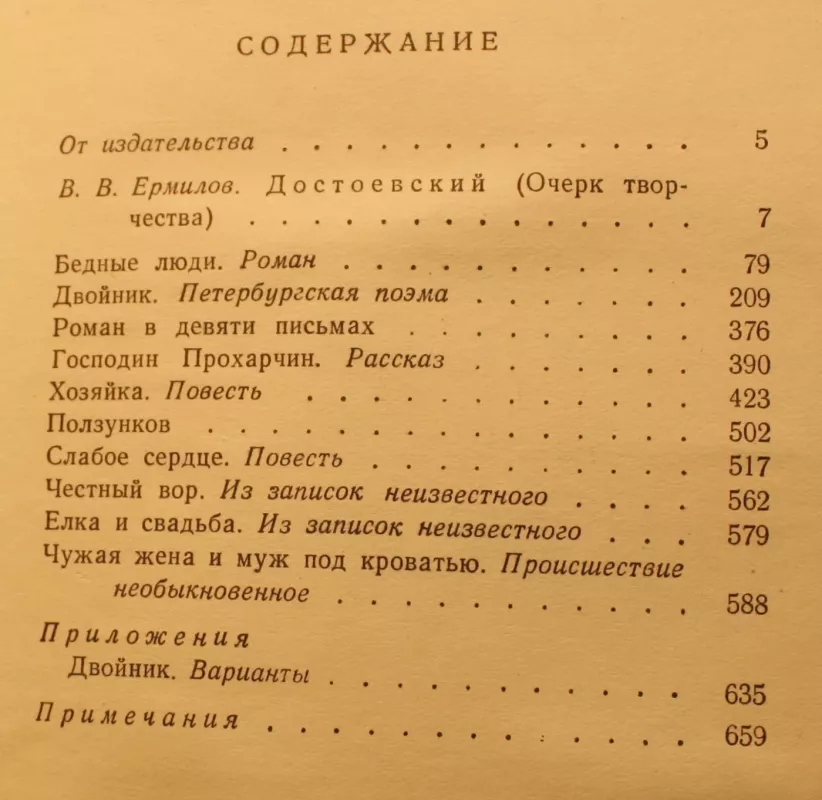 СОДЕРЖАНИЕ
От издательства . . . . . . . . . . . . . 5
В. В. Ермилов. Достоевский (Очерк твор-
чества) . . . . . . . . . . . . . . 7
Бедные люди. Роман . . . . . . . . . . . . 79
Двойник. Петербургская поэма . . . . . . . 209
Роман в девяти письмах . . . . . . . . . 376
Господин Прохарчин. Рассказ . . . . . . . 390
Хозяйка. Повесть . . . . . . . . . . . . 423
Ползунков . . . . . . . . . . . . . . . 502
Слабое сердце. Повесть . . . . . . . . . . 517
Честный вор. Из записок неизвестного . . . . 562
Елка и свадьба. Из записок неизвестного . . . 579
Чужая жена и муж под кроватью. Происшествие
необыкновенное . . . . . . . . . . . . 588
Приложения
Двойник. Варианты . . . . . . . . . . . 635
Примечания . . . . . . . . . . . . . 659